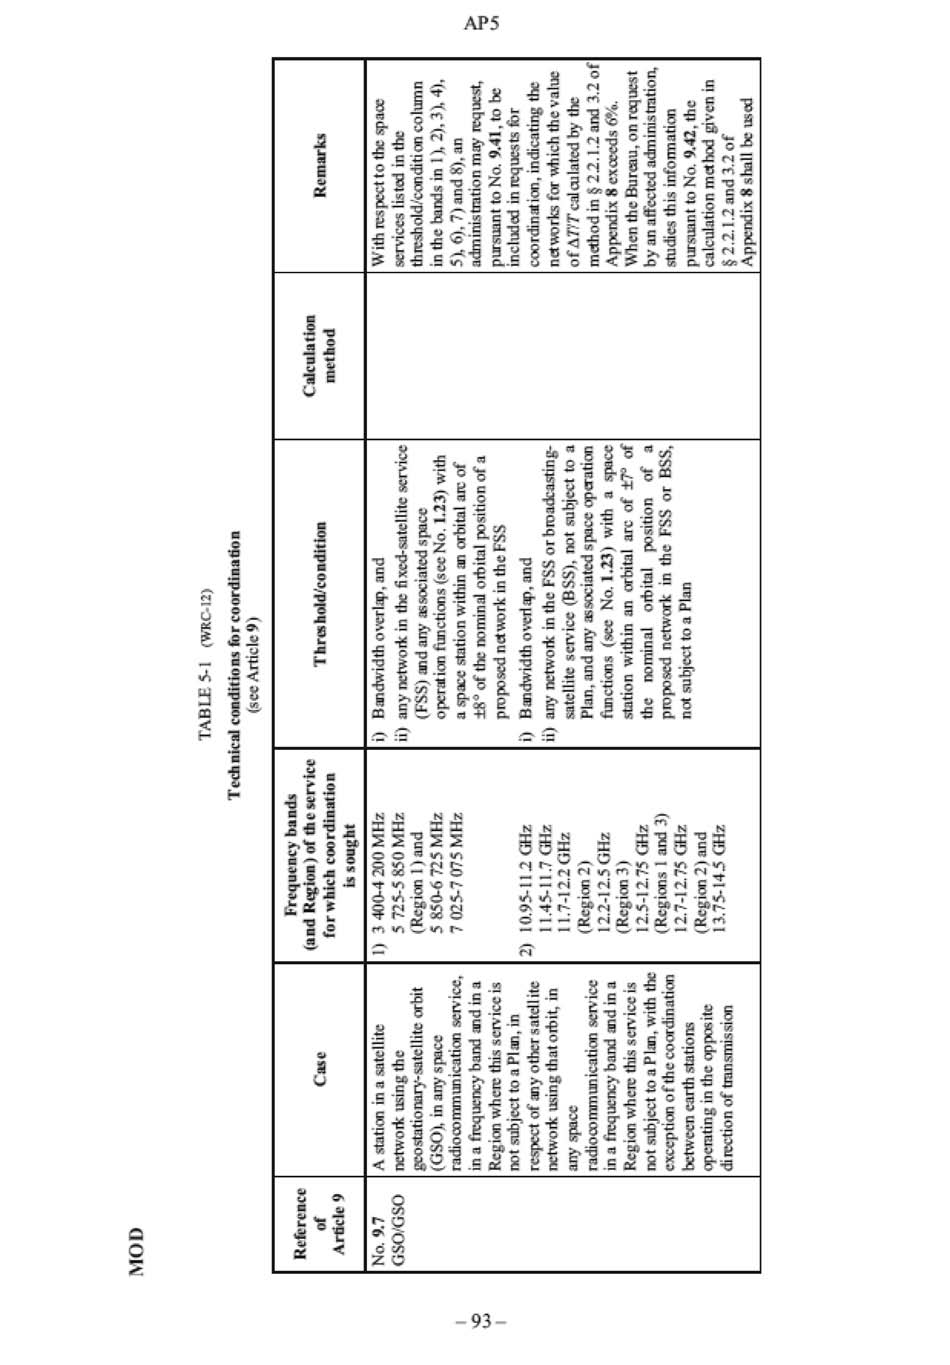 AP5
MOD
TABLE 5-1 (WRC-12)
Technical conditions for coordination
(see Article 9)
Reference
of
Article 9
Case
Frequency bands
(and Region) of the service
for which coordination
is sought
Threshold/condition
Calculation
method
Remarks
No. 9.7
GSO/GSO
A station in a satellite
network using the
geostationary-satellite orbit
(GSO), in any space
radiocommunication service,
in a frequency band and in a
Region where this service is
not subject to a Plan, in
respect of any other satellite
network using that orbit, in
any space
radiocommunication service
in a frequency band and in a
Region where this service is
not subject to a Plan, with the
exception of the coordination
between earth stations
operating in the opposite
direction of transmission
1) 3 400-4 200 MHz
5 725-5 850 MHz
(Region 1) and
5 850-6 725 MHz
7 025-7 075 MHz
2) 10.95-11.2 GHz
11.45-11.7 GHz
11.7-12.2 GHz
(Region 2)
12.2-12.5 GHz
(Region 3)
12.5-12.75 GHz
(Regions 1 and 3)
12.7-12.75 GHz
(Region 2) and
13.75-14.5 GHz
i) Bandwidth overlap, and
ii) any network in the fixed-satellite service
(FSS) and any associated space
operation functions (see No. 1.23) with
a space station within an orbital arc of
±8° of the nominal orbital position of a
proposed network in the FSS
i) Bandwidth overlap, and
ii) any network in the FSS or broadcasting-
satellite service (BSS), not subject to a
Plan, and any associated space operation
functions (see No. 1.23) with a space
station within an orbital arc of ±7° of
the nominal orbital position of a
proposed network in the FSS or BSS,
not subject to a Plan
With respect to the space
services listed in the
threshold/condition column
in the bands in 1), 2), 3), 4),
5), 6), 7) and 8), an
administration may request,
pursuant to No. 9.41, to be
included in requests for
coordination, indicating the
networks for which the value
of ΔT/T calculated by the
method in § 2.2.1.2 and 3.2 of
Appendix 8 exceeds 6%.
When the Bureau, on request
by an affected administration,
studies this information
pursuant to No. 9.42, the
calculation method given in
§ 2.2.1.2 and 3.2 of
Appendix 8 shall be used
– 93 –